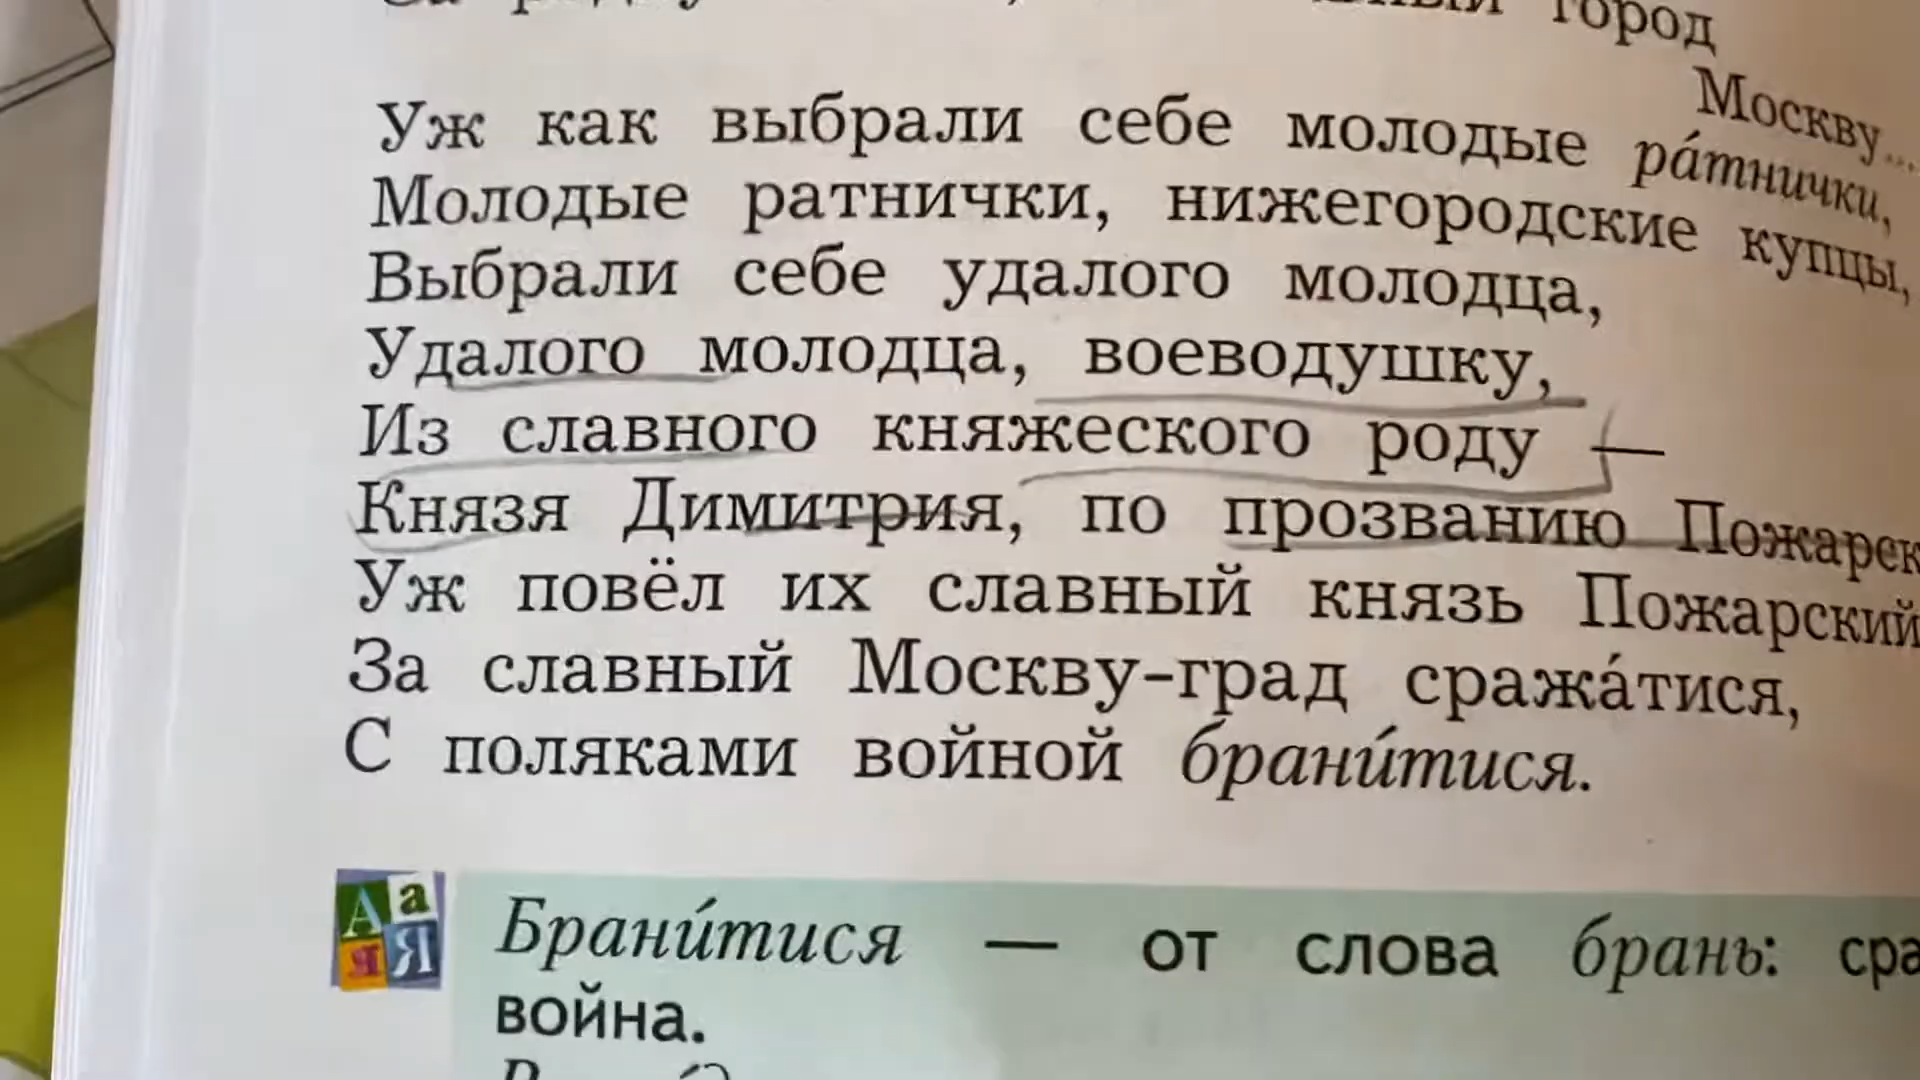 город
Москву...
Уж как выбрали себе молодые ра́тнички,
Молодые ратнички, нижегородские купцы,
Выбрали себе удалого молодца,
Удалого молодца, воеводушку,
Из славного княжеского роду —
Князя Димитрия, по прозванию Пожарск
Уж повёл их славный князь Пожарский
За славный Москву-град сража́тися,
С поляками войной брани́тися.
Брани́тися — от слова брань: сра
война.